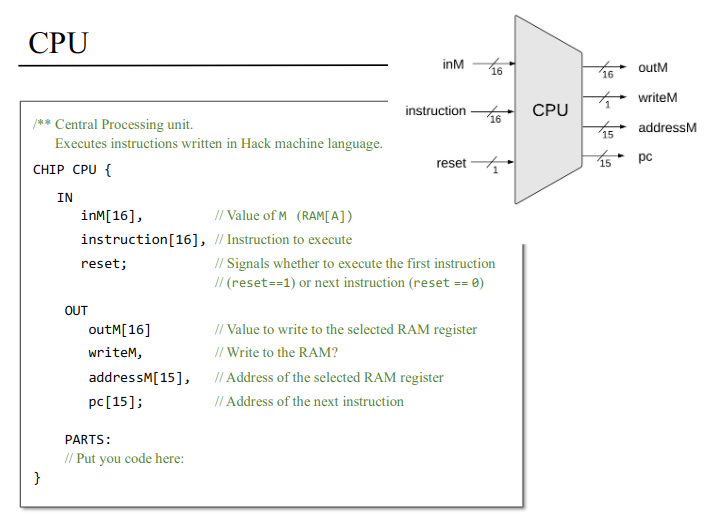 CPU
inM
16
instruction
16
reset
1
CPU
16
outM
1
writeM
15
addressM
15
pc
/** Central Processing unit.
Executes instructions written in Hack machine language.
CHIP CPU {
IN
inM[16], // Value of M (RAM[A])
instruction[16], // Instruction to execute
reset; // Signals whether to execute the first instruction
// (reset==1) or next instruction (reset == 0)
OUT
outM[16] // Value to write to the selected RAM register
writeM, // Write to the RAM?
addressM[15], // Address of the selected RAM register
pc[15]; // Address of the next instruction
PARTS:
// Put you code here:
}